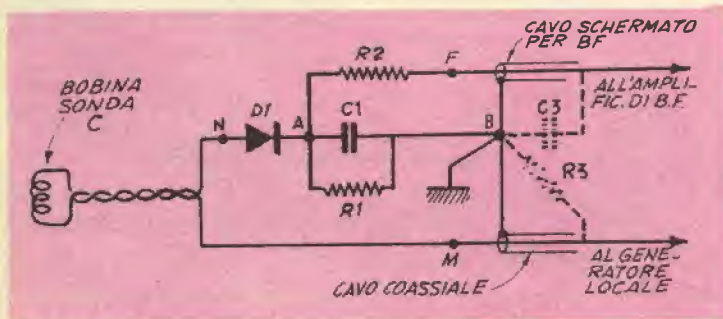 CAVO SCHERMATO
PER BF
R2
F
ALL'AMPLI-
FIC. DI B.F.
BOBINA
SONDA
C
N
D1
A
C1
B
C3
R1
R3
M
CAVO COASSIALE
AL GENE-
RATORE
LOCALE